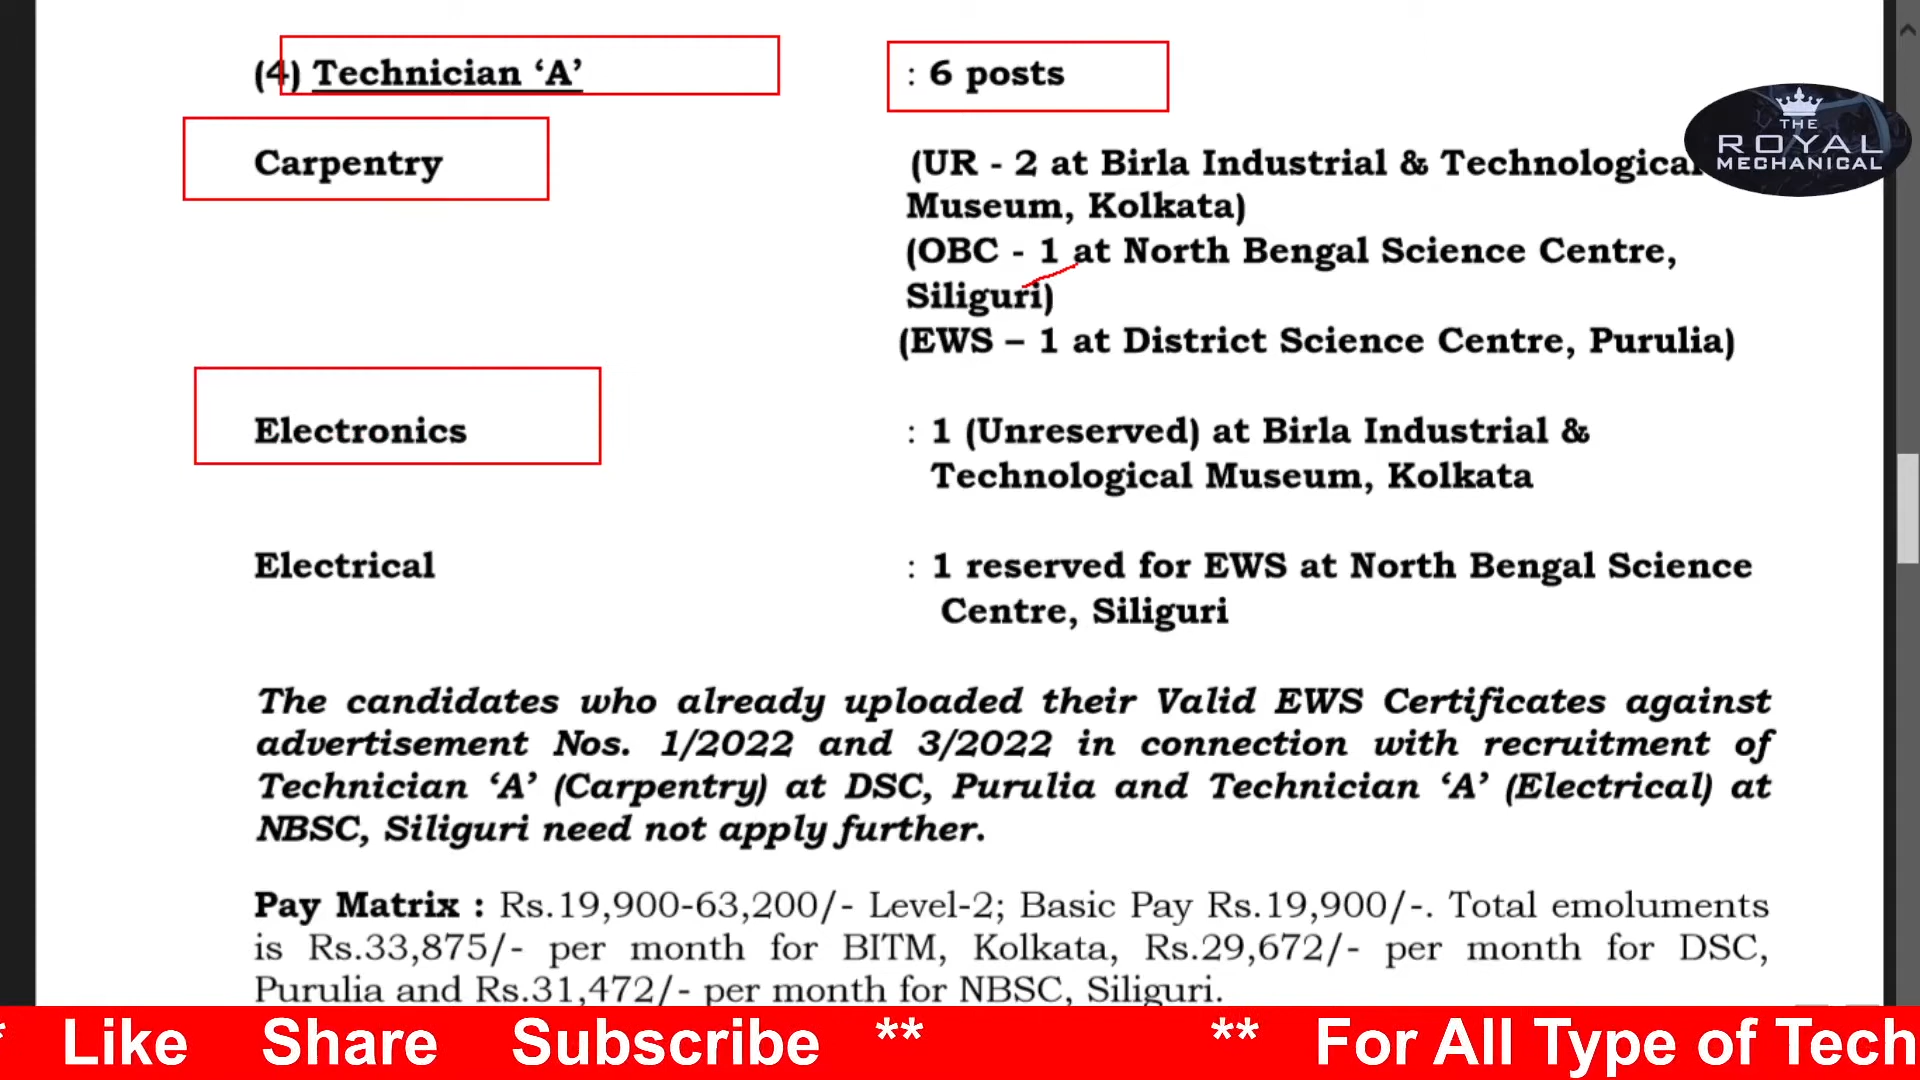 (4) Technician ‘A’ : 6 posts
Carpentry (UR - 2 at Birla Industrial & Technological
Museum, Kolkata)
(OBC - 1 at North Bengal Science Centre,
Siliguri)
(EWS – 1 at District Science Centre, Purulia)
Electronics : 1 (Unreserved) at Birla Industrial &
Technological Museum, Kolkata
Electrical : 1 reserved for EWS at North Bengal Science
Centre, Siliguri
The candidates who already uploaded their Valid EWS Certificates against
advertisement Nos. 1/2022 and 3/2022 in connection with recruitment of
Technician ‘A’ (Carpentry) at DSC, Purulia and Technician ‘A’ (Electrical) at
NBSC, Siliguri need not apply further.
Pay Matrix : Rs.19,900-63,200/- Level-2; Basic Pay Rs.19,900/-. Total emoluments
is Rs.33,875/- per month for BITM, Kolkata, Rs.29,672/- per month for DSC,
Purulia and Rs.31,472/- per month for NBSC, Siliguri.
THE
ROYAL
MECHANICAL
* Like Share Subscribe ** ** For All Type of Tech